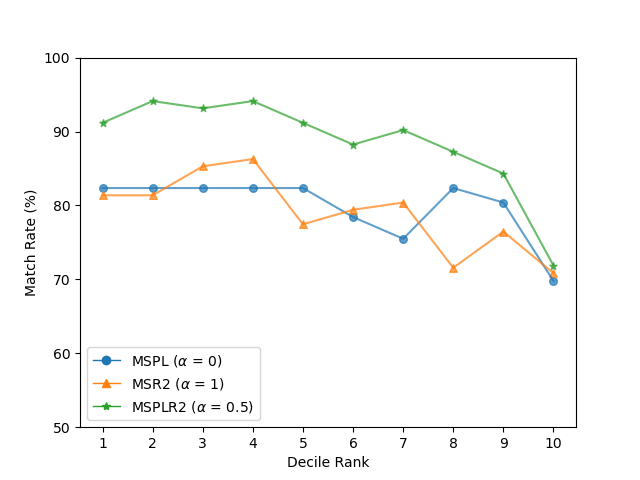 100
90
80
70
60
50
Match Rate (%)
MSPL (α = 0)
MSR2 (α = 1)
MSPLR2 (α = 0.5)
1 2 3 4 5 6 7 8 9 10
Decile Rank